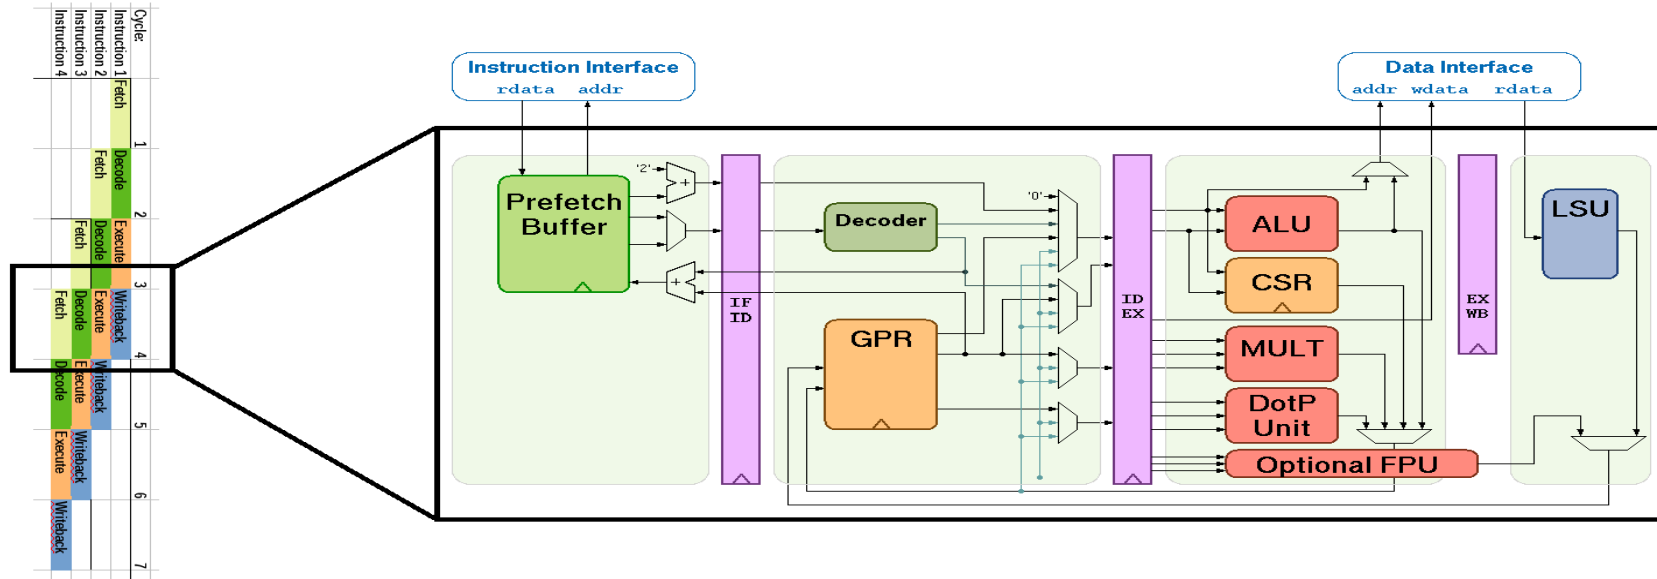 Cycle: 1 2 3 4 5 6 7
Instruction 1 Fetch Decode Execute Writeback
Instruction 2 Fetch Decode Execute Writeback
Instruction 3 Fetch Decode Execute Writeback
Instruction 4 Fetch Decode Execute Writeback
Instruction Interface
rdata addr
Data Interface
addr wdata rdata
'2'
+
Prefetch
Buffer
+
IF
ID
Decoder
GPR
'0'
ID
EX
ALU
CSR
MULT
DotP
Unit
Optional FPU
EX
WB
LSU